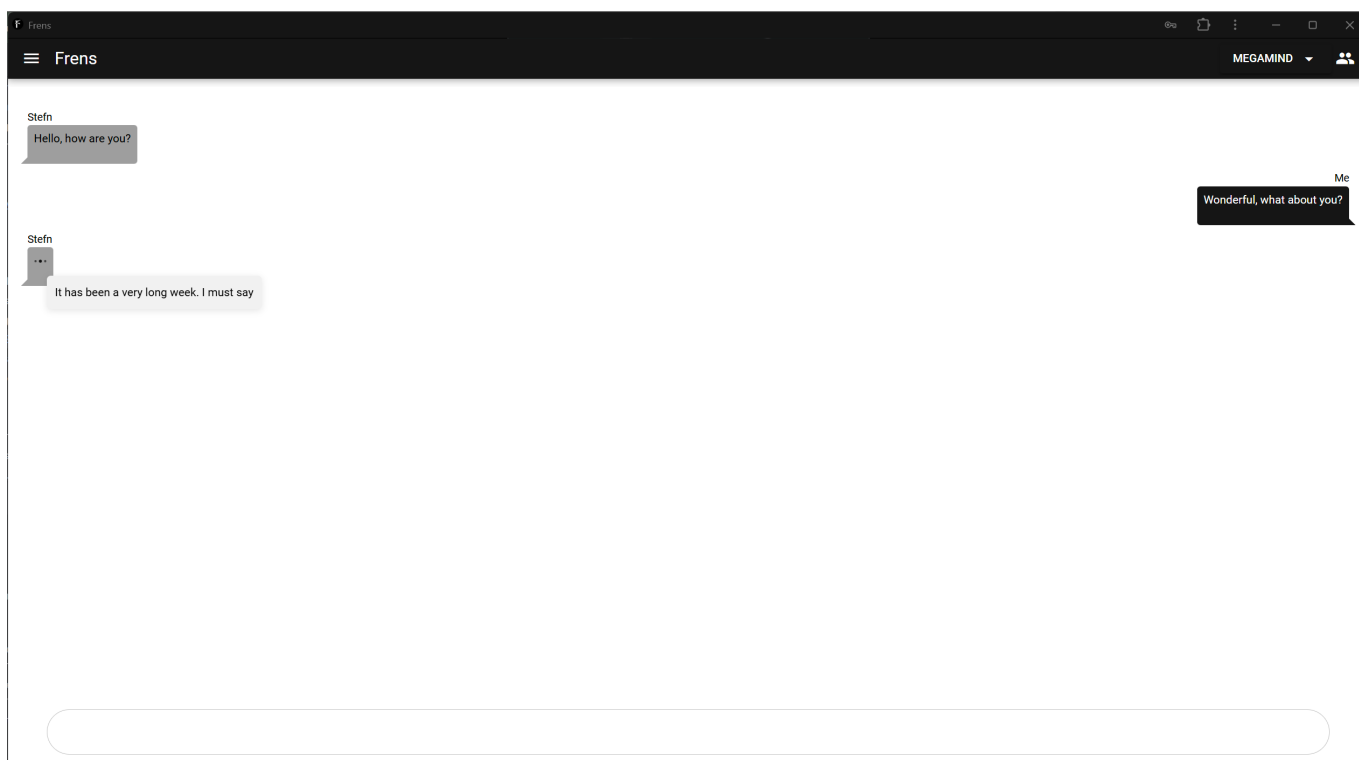 F Frens
Frens
MEGAMIND
Stefn
Hello, how are you?
Me
Wonderful, what about you?
Stefn
...
It has been a very long week. I must say